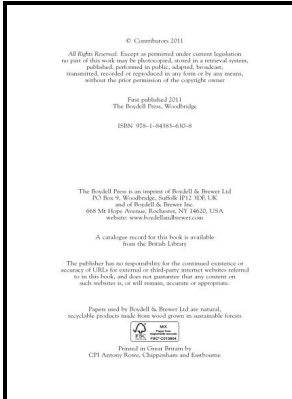 © Contributors 2011
All Rights Reserved. Except as permitted under current legislation
no part of this work may be photocopied, stored in a retrieval system,
published, performed in public, adapted, broadcast,
transmitted, recorded or reproduced in any form or by any means,
without the prior permission of the copyright owner
First published 2011
The Boydell Press, Woodbridge
ISBN 978-1-84383-630-8
The Boydell Press is an imprint of Boydell & Brewer Ltd
PO Box 9, Woodbridge, Suffolk IP12 3DF, UK
and of Boydell & Brewer Inc.
668 Mt Hope Avenue, Rochester, NY 14620, USA
website: www.boydellandbrewer.com
A catalogue record for this book is available
from the British Library
The publisher has no responsibility for the continued existence or
accuracy of URLs for external or third-party internet websites referred
to in this book, and does not guarantee that any content on
such websites is, or will remain, accurate or appropriate.
Papers used by Boydell & Brewer Ltd are natural,
recyclable products made from wood grown in sustainable forests
FSC
MIX
Printed in Great Britain by
CPI Antony Rowe, Chippenham and Eastbourne